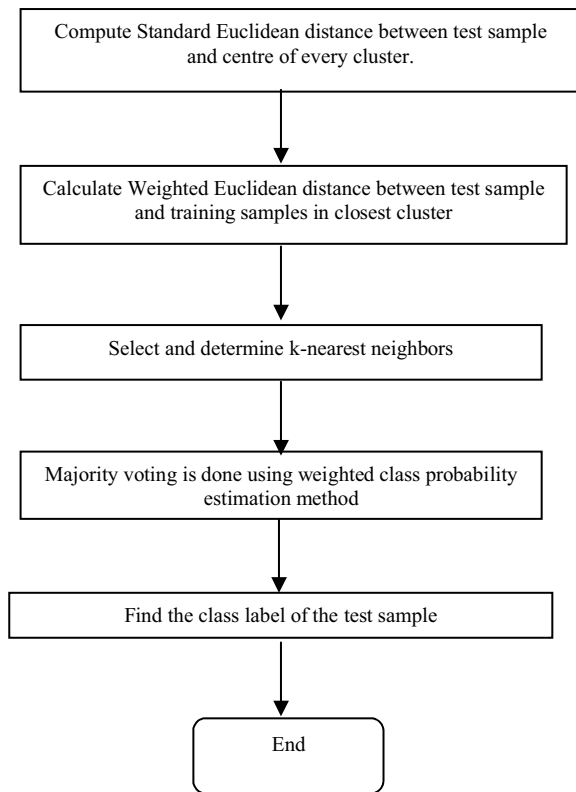 Compute Standard Euclidean distance between test sample
and centre of every cluster.
Calculate Weighted Euclidean distance between test sample
and training samples in closest cluster
Select and determine k-nearest neighbors
Majority voting is done using weighted class probability
estimation method
Find the class label of the test sample
End